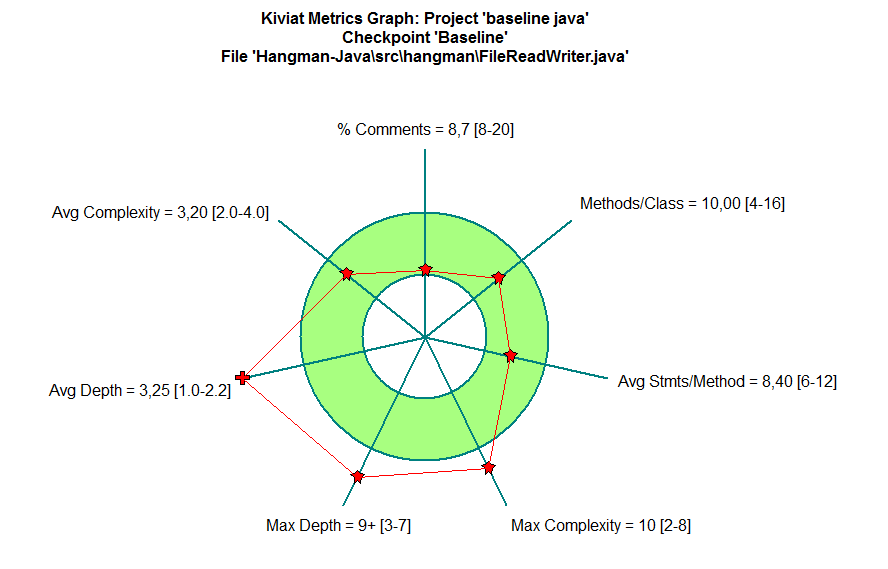 Kiviat Metrics Graph: Project 'baseline java'
Checkpoint 'Baseline'
File 'Hangman-Java\src\hangman\FileReadWriter.java'
% Comments = 8,7 [8-20]
Methods/Class = 10,00 [4-16]
Avg Complexity = 3,20 [2.0-4.0]
Avg Stmts/Method = 8,40 [6-12]
Avg Depth = 3,25 [1.0-2.2]
Max Depth = 9+ [3-7]
Max Complexity = 10 [2-8]